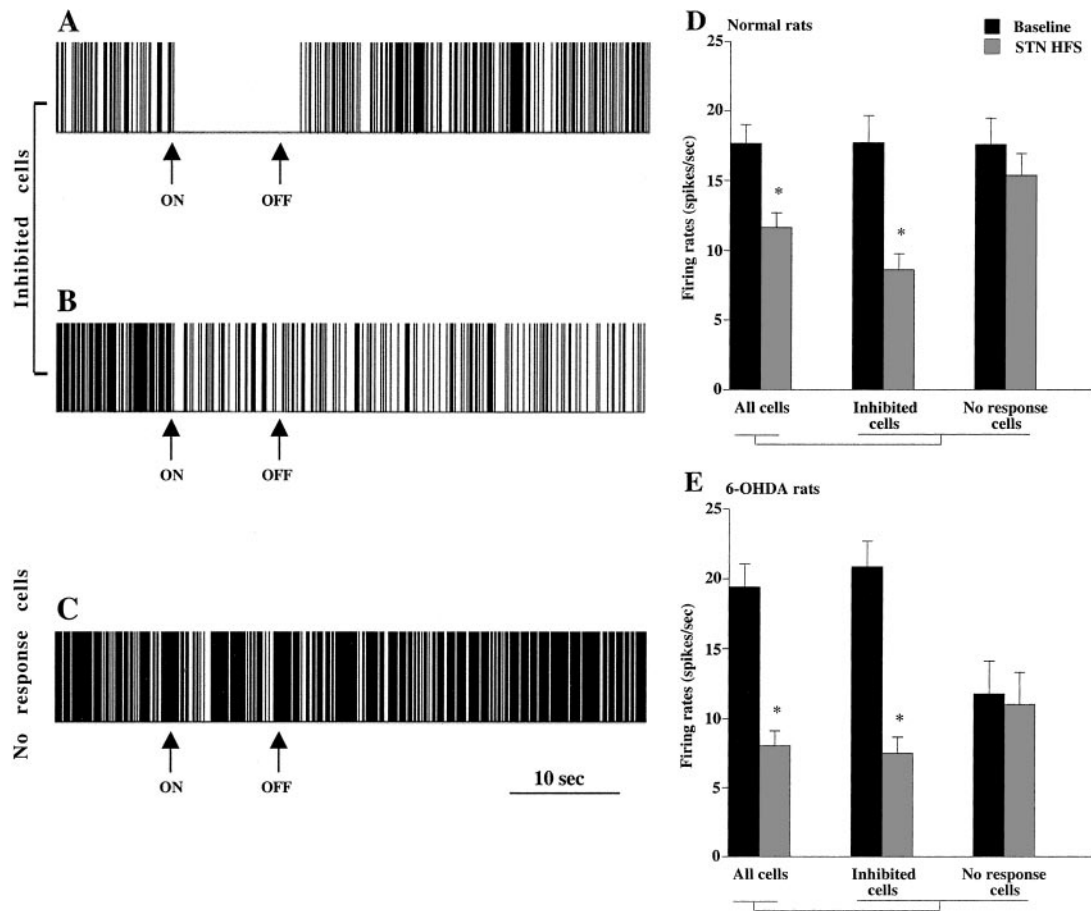 A
Inhibited cells
ON
OFF
B
ON
OFF
No response cells
C
ON
OFF
10 sec
D
Normal rats
Baseline
STN HFS
Firing rates (spikes/sec)
25
20
15
10
5
0
*
*
All cells
Inhibited
cells
No response
cells
E
6-OHDA rats
Firing rates (spikes/sec)
25
20
15
10
5
0
*
*
All cells
Inhibited
cells
No response
cells